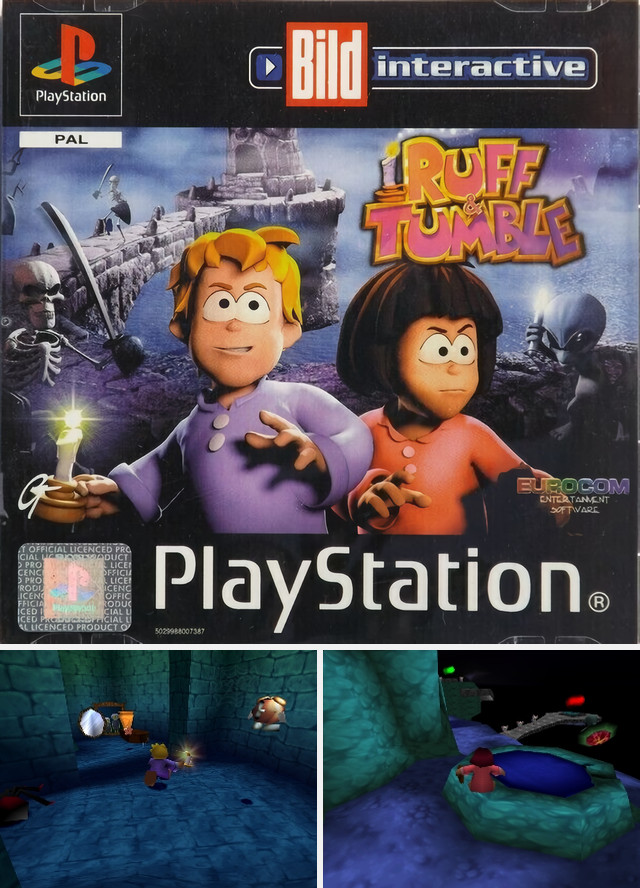 PlayStation
Bild interactive
PAL
RUFF
&
TUMBLE
EUROCOM
ENTERTAINMENT
SOFTWARE
PlayStation®
5029988007387